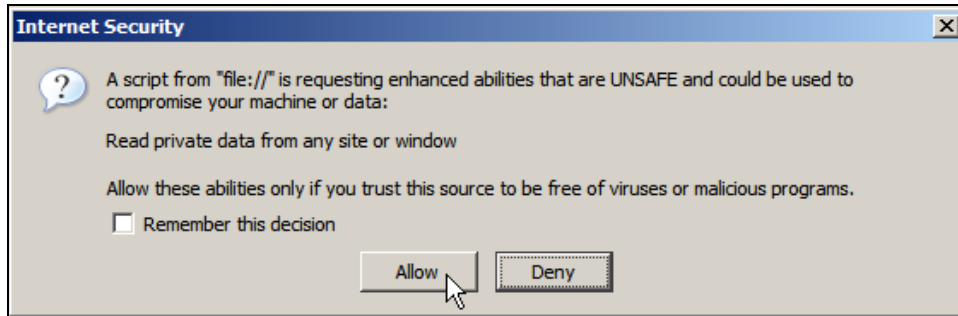 Internet Security
A script from "file://" is requesting enhanced abilities that are UNSAFE and could be used to
compromise your machine or data:
Read private data from any site or window
Allow these abilities only if you trust this source to be free of viruses or malicious programs.
Remember this decision
Allow
Deny